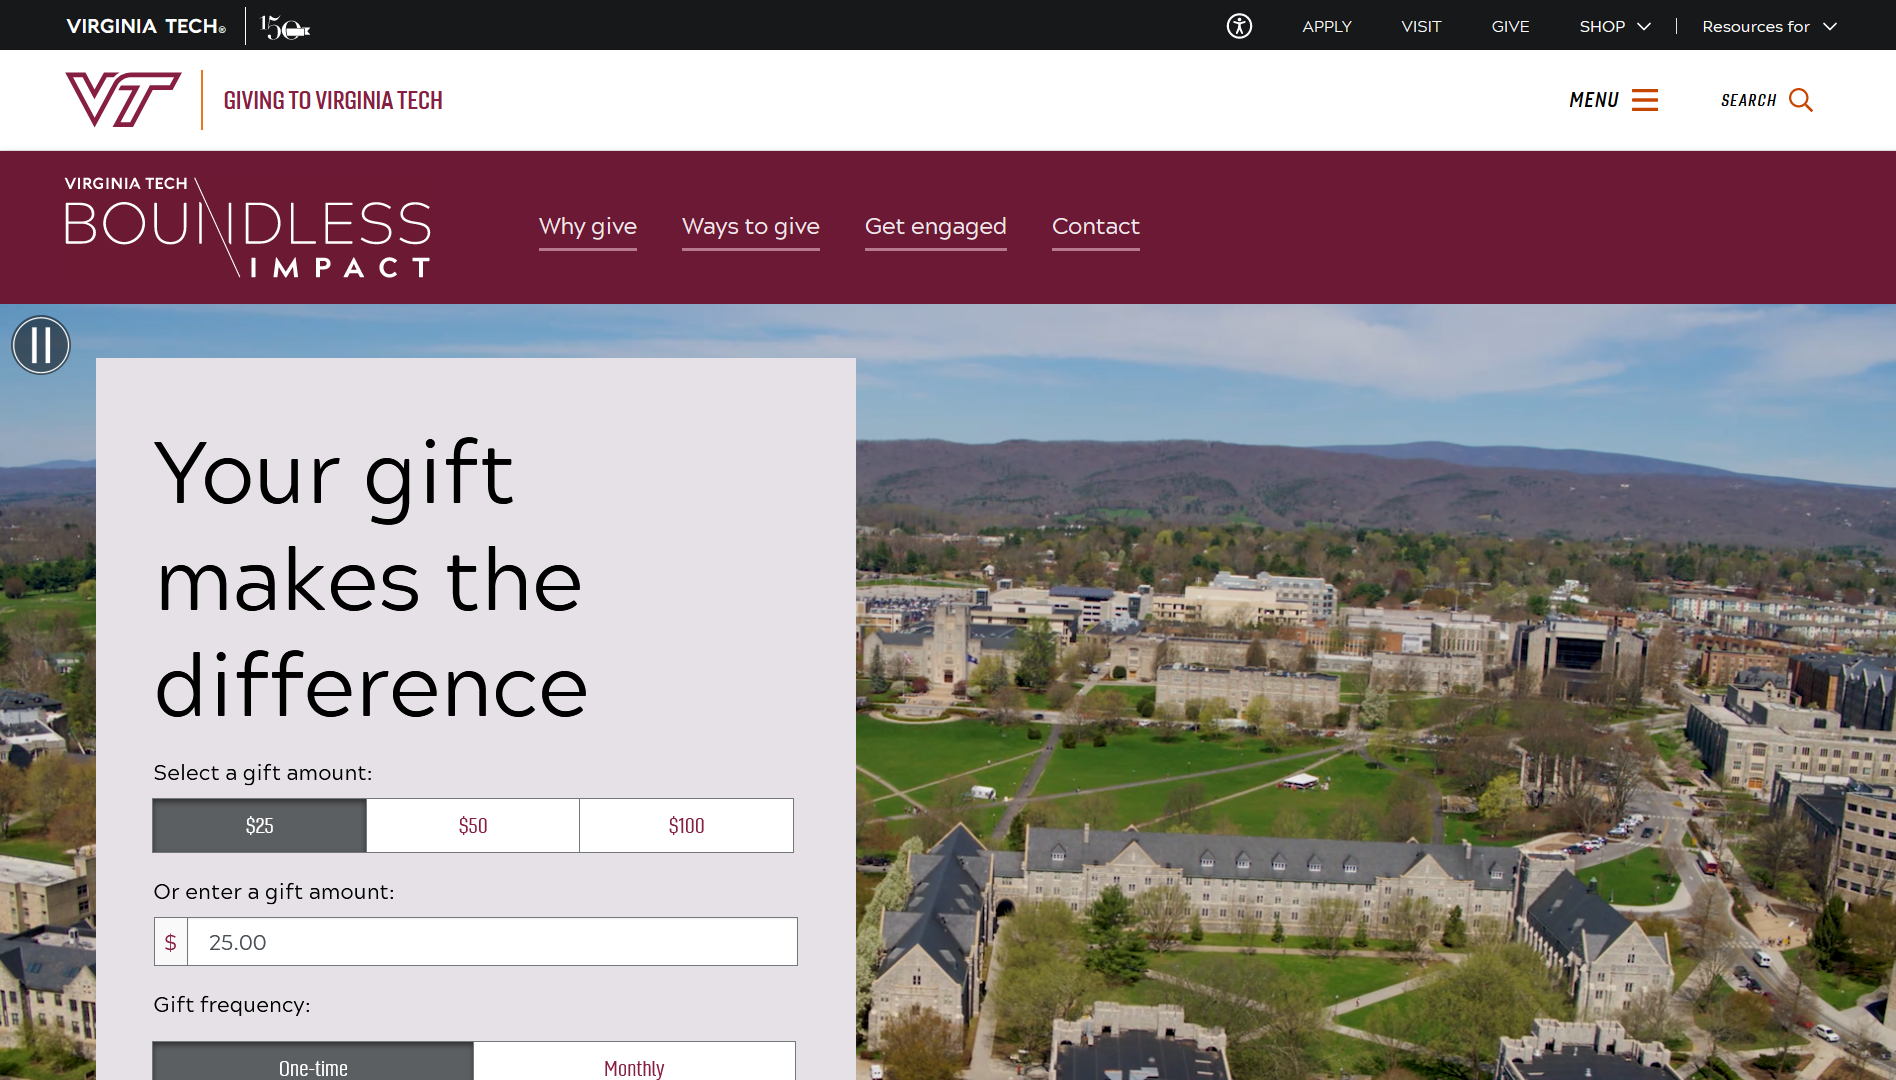 VIRGINIA TECH®
150
APPLY
VISIT
GIVE
SHOP
Resources for
VT
GIVING TO VIRGINIA TECH
MENU
SEARCH
VIRGINIA TECH
BOUNDLESS
IMPACT
Why give
Ways to give
Get engaged
Contact
Your gift
makes the
difference
Select a gift amount:
$25
$50
$100
Or enter a gift amount:
$ 25.00
Gift frequency:
One-time
Monthly